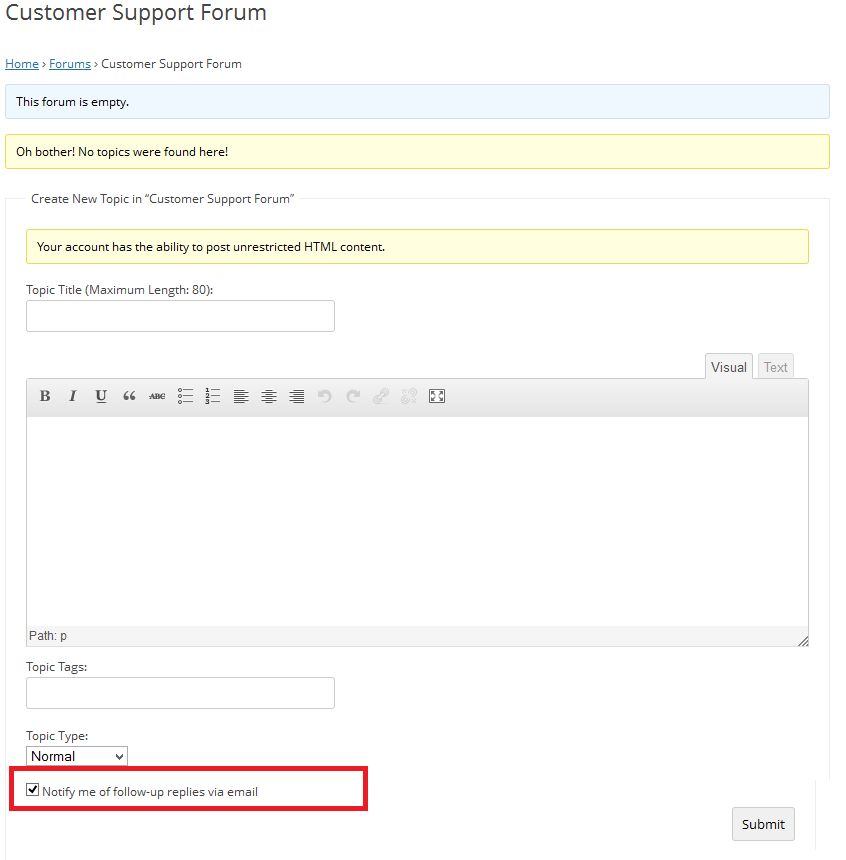 Customer Support Forum
Home › Forums › Customer Support Forum
This forum is empty.
Oh bother! No topics were found here!
Create New Topic in “Customer Support Forum”
Your account has the ability to post unrestricted HTML content.
Topic Title (Maximum Length: 80):
Visual Text
B I U “ ABC
Path: p
Topic Tags:
Topic Type:
Normal
Notify me of follow-up replies via email
Submit